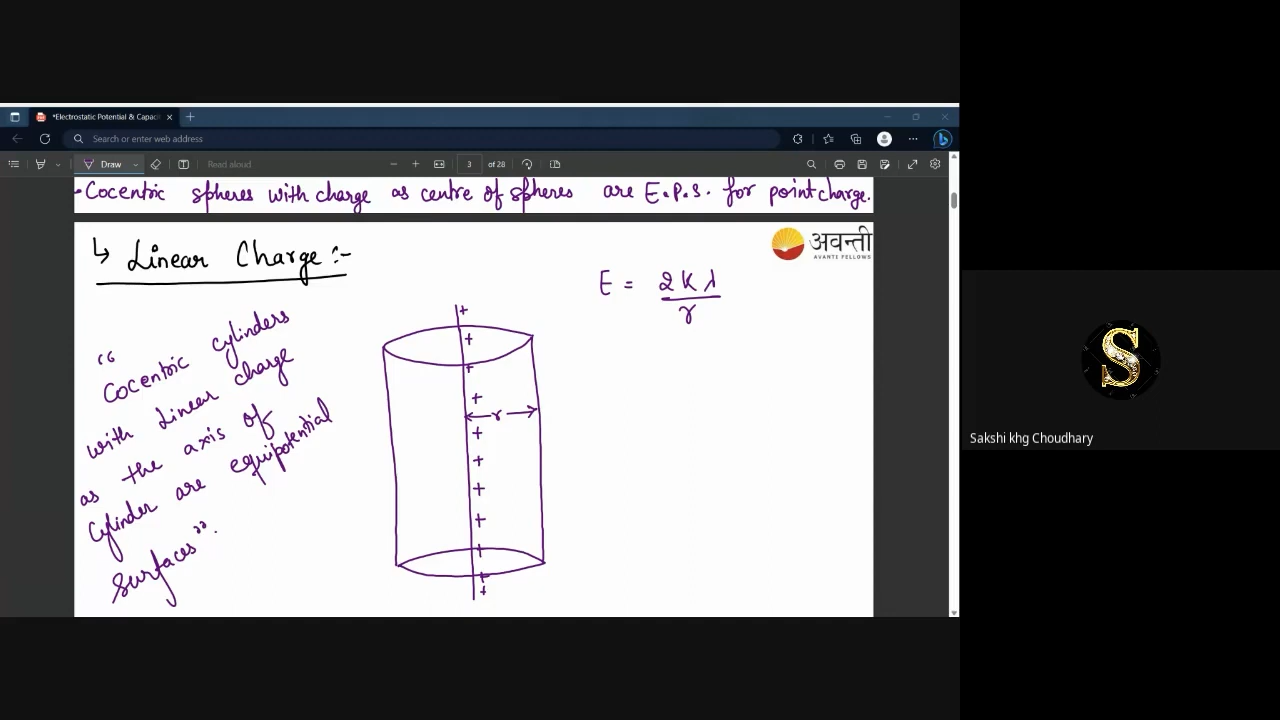 *Electrostatic Potential & Capaci
Search or enter web address
Draw
Read aloud
3 of 28
• Cocentric spheres with charge as centre of spheres are E.P.S. for point charge.
↳ Linear Charge :-
अवन्ती
AVANTI FELLOWS
E = 2Kλ
r
“ Cocentric cylinders
with Linear charge
as the axis of
Cylinder are equipotential
surfaces”.
+
+
+
+
r
+
+
+
+
+
+
+
Sakshi khg Choudhary
S